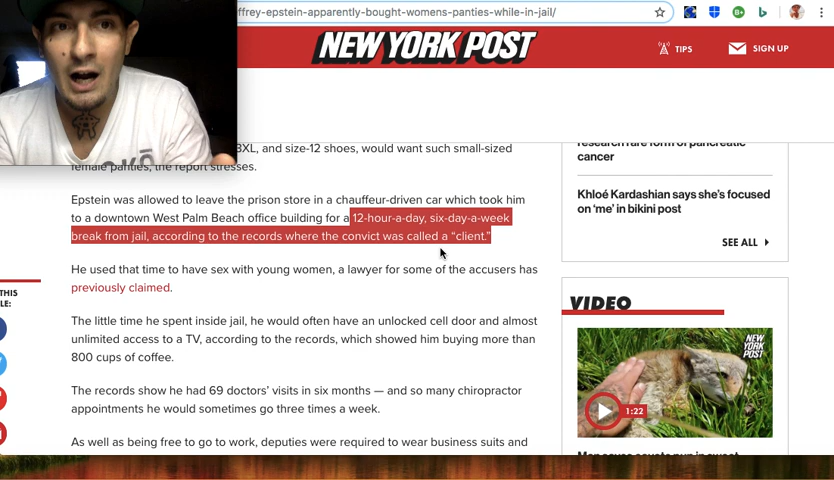 ffrey-epstein-apparently-bought-womens-panties-while-in-jail/
NEW YORK POST
TIPS
SIGN UP
3XL, and size-12 shoes, would want such small-sized
female panties, the report stresses.
Epstein was allowed to leave the prison store in a chauffeur-driven car which took him
to a downtown West Palm Beach office building for a 12-hour-a-day, six-day-a-week
break from jail, according to the records where the convict was called a “client.”
He used that time to have sex with young women, a lawyer for some of the accusers has
previously claimed.
The little time he spent inside jail, he would often have an unlocked cell door and almost
unlimited access to a TV, according to the records, which showed him buying more than
800 cups of coffee.
The records show he had 69 doctors’ visits in six months — and so many chiropractor
appointments he would sometimes go three times a week.
As well as being free to go to work, deputies were required to wear business suits and
THIS
LE:
research rare form of pancreatic
cancer
Khloé Kardashian says she’s focused
on ‘me’ in bikini post
SEE ALL
VIDEO
NEW YORK POST
1:22